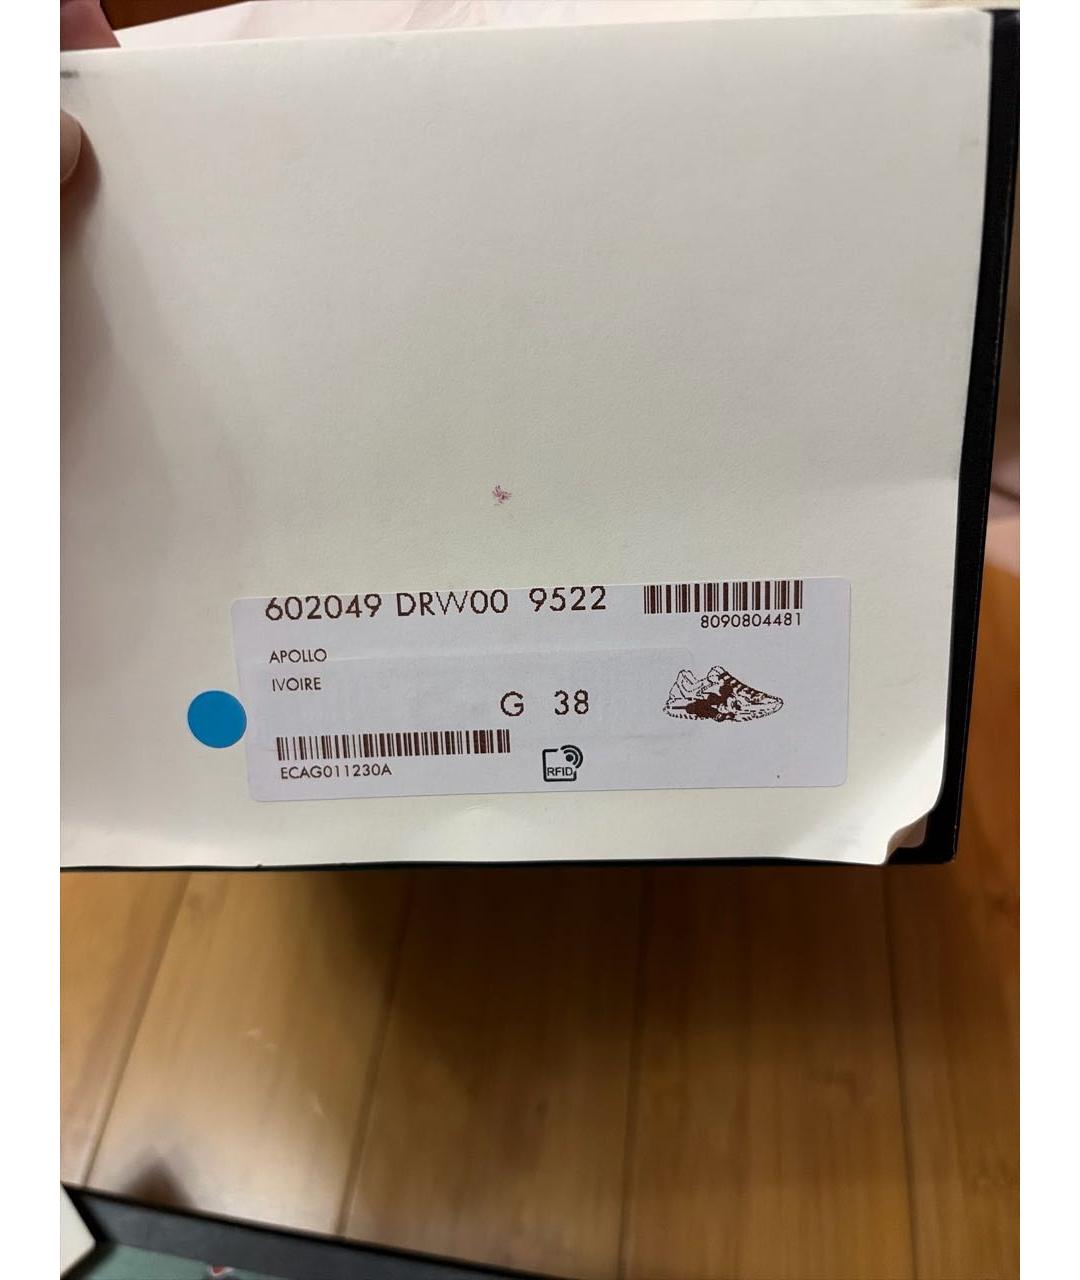 602049 DRW00 9522
8090804481
APOLLO
IVOIRE
G 38
ECAG011230A
RFID